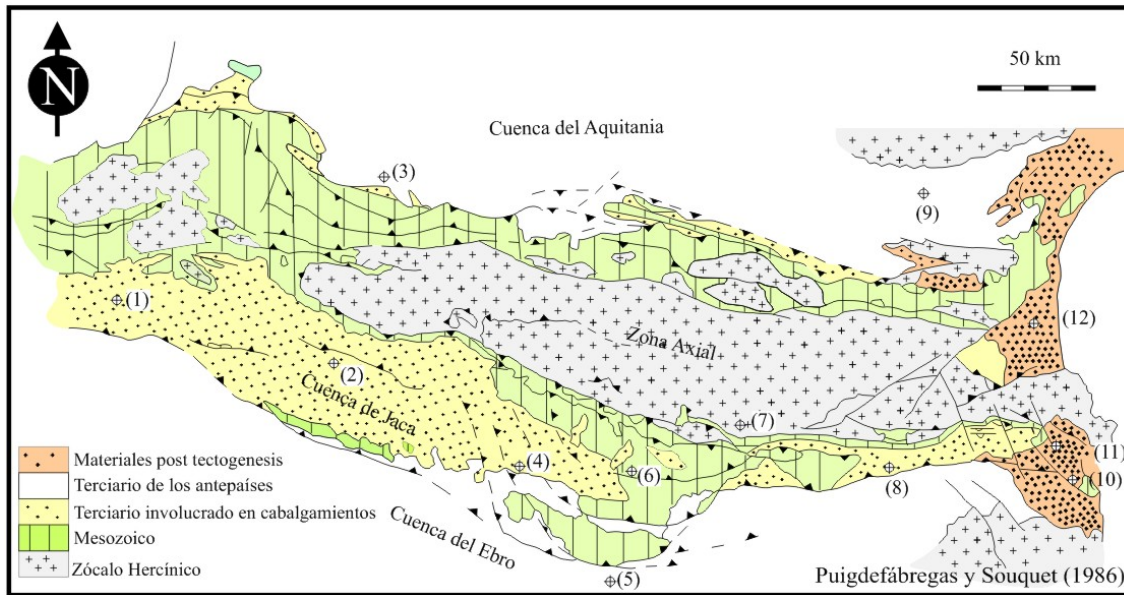 N
50 km
Cuenca del Aquitania
(3)
(9)
(1)
(12)
Zona Axial
(2)
Cuenca de Jaca
(7)
(4)
(6)
(8)
(11)
(10)
Cuenca del Ebro
(5)
Materiales post tectogenesis
Terciario de los antepaíses
Terciario involucrado en cabalgamientos
Mesozoico
Zócalo Hercínico
Puigdefábregas y Souquet (1986)